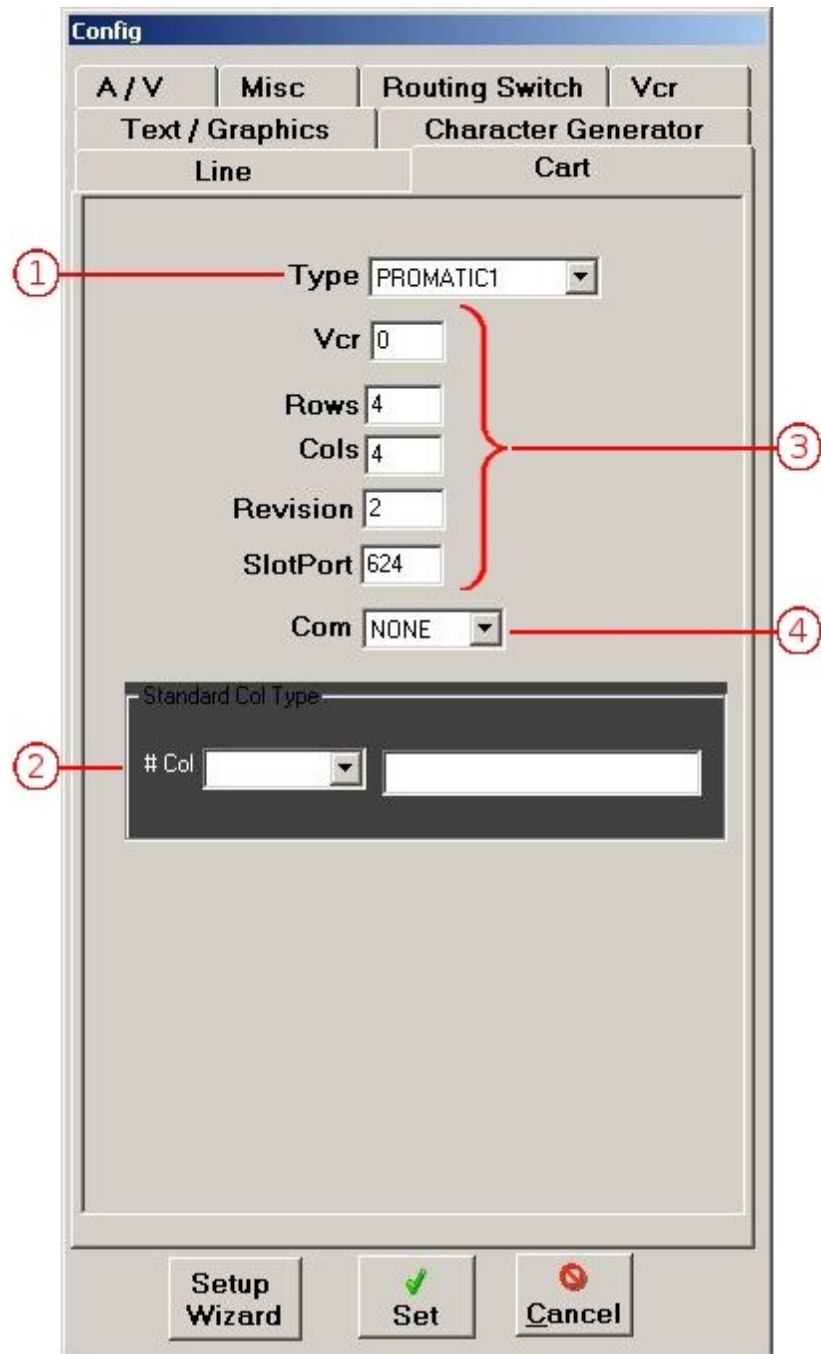 Config
A / V Misc Routing Switch Vcr
Text / Graphics Character Generator
Line Cart
1 Type PROMATIC1
Vcr 0
Rows 4
Cols 4
3
Revision 2
SlotPort 624
Com NONE 4
Standard Col Type
2 # Col
Setup Wizard
Set
Cancel